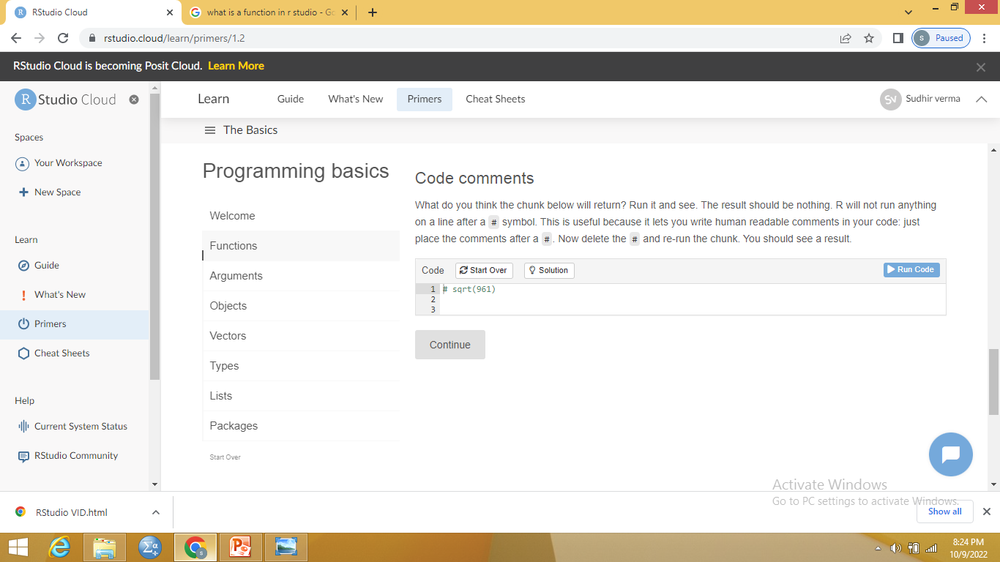 RStudio Cloud
what is a function in r studio - Go
rstudio.cloud/learn/primers/1.2
S
Paused
RStudio Cloud is becoming Posit Cloud. Learn More
R Studio Cloud
Learn
Guide
What's New
Primers
Cheat Sheets
SV
Sudhir verma
The Basics
Spaces
Your Workspace
New Space
Learn
Guide
What's New
Primers
Cheat Sheets
Help
Current System Status
RStudio Community
Programming basics
Welcome
Functions
Arguments
Objects
Vectors
Types
Lists
Packages
Start Over
Code comments
What do you think the chunk below will return? Run it and see. The result should be nothing. R will not run anything
on a line after a # symbol. This is useful because it lets you write human readable comments in your code: just
place the comments after a #. Now delete the # and re-run the chunk. You should see a result.
Code
Start Over
Solution
Run Code
1 # sqrt(961)
2
3
Continue
Activate Windows
Go to PC settings to activate Windows.
RStudio VID.html
Show all
8:24 PM
10/9/2022